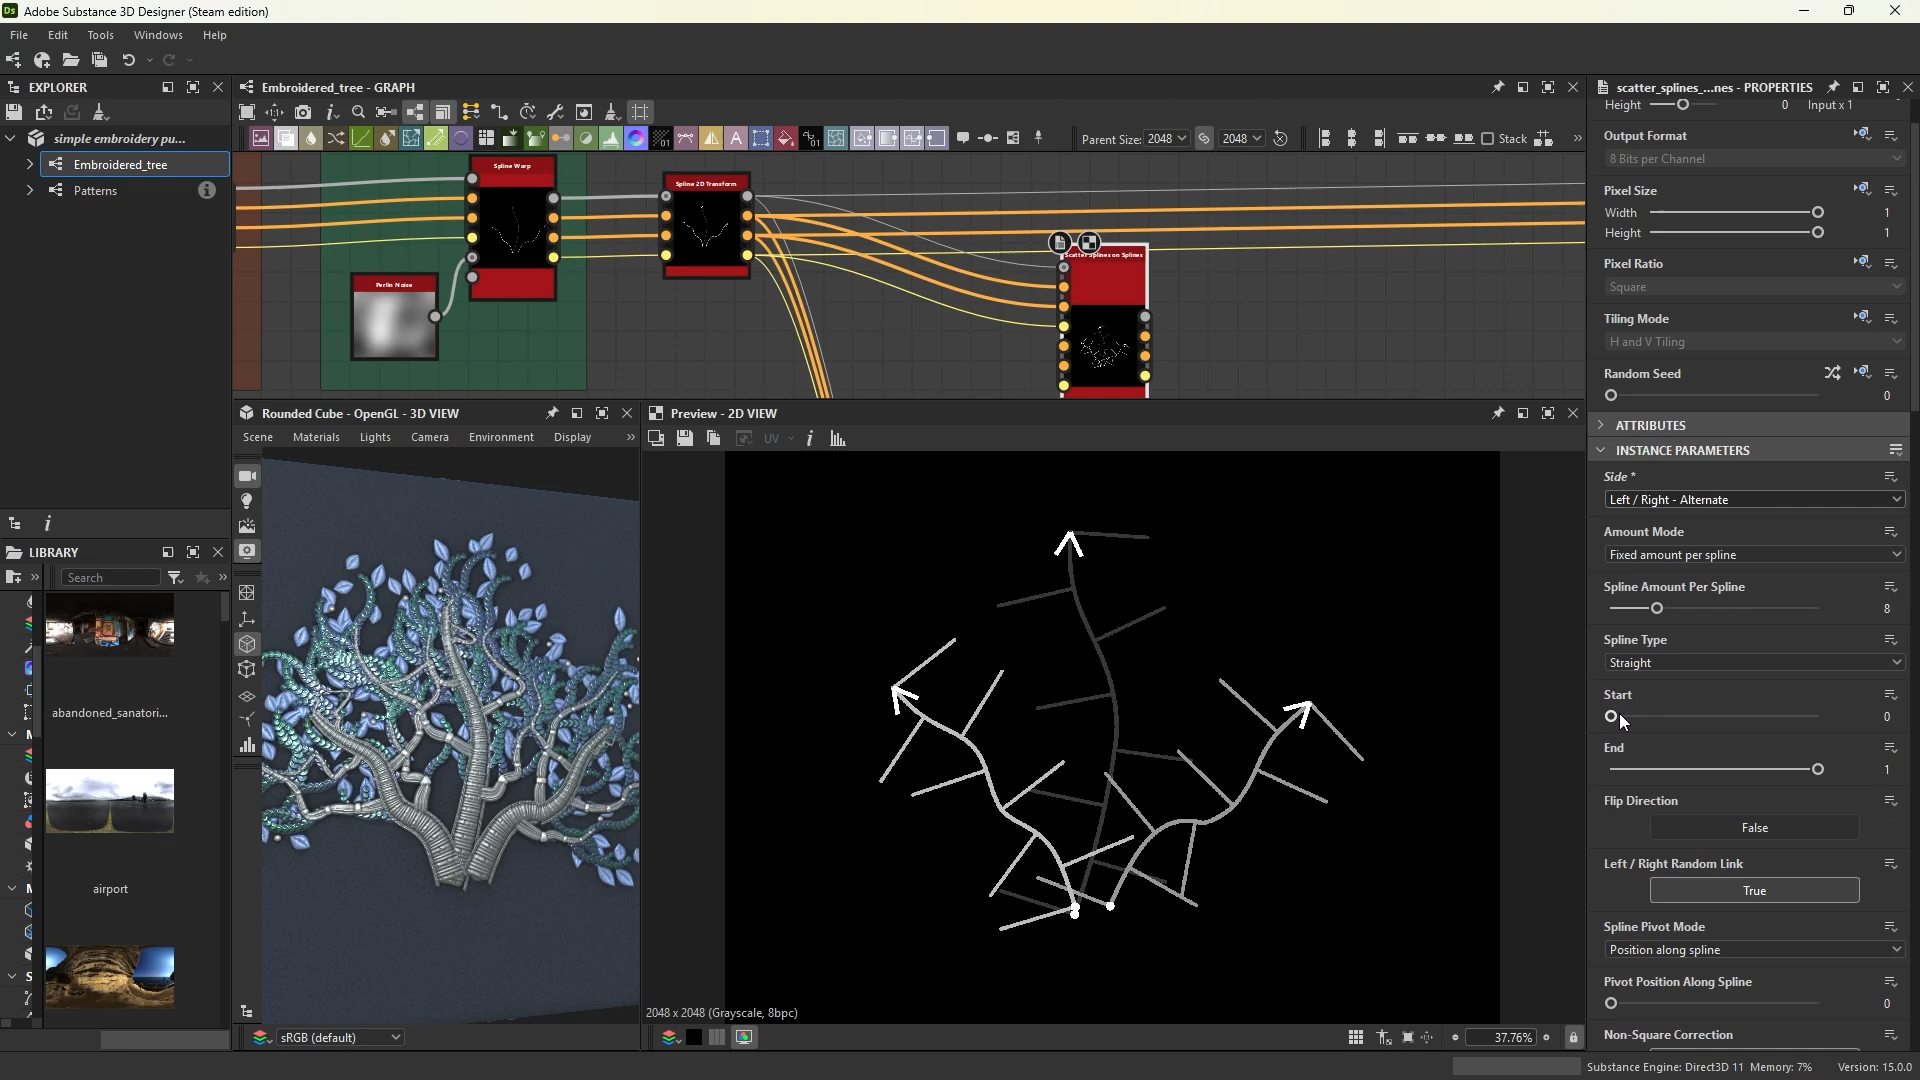 Adobe Substance 3D Designer (Steam edition)
File Edit Tools Windows Help
EXPLORER
simple embroidery pu...
Embroidered_tree
Patterns
Embroidered_tree - GRAPH
Parent Size: 2048 2048 Stack
Spline Warp
Perlin Noise
Spline 2D Transform
Scatter Splines on Splines
LIBRARY
Search
abandoned_sanatori...
airport
Rounded Cube - OpenGL - 3D VIEW
Scene Materials Lights Camera Environment Display
sRGB (default)
Preview - 2D VIEW
UV
2048 x 2048 (Grayscale, 8bpc)
37.76%
scatter_splines_...nes - PROPERTIES
Height 0 Input x 1
Output Format
8 Bits per Channel
Pixel Size
Width 1
Height 1
Pixel Ratio
Square
Tiling Mode
H and V Tiling
Random Seed
0
ATTRIBUTES
INSTANCE PARAMETERS
Side *
Left / Right - Alternate
Amount Mode
Fixed amount per spline
Spline Amount Per Spline
8
Spline Type
Straight
Start
0
End
1
Flip Direction
False
Left / Right Random Link
True
Spline Pivot Mode
Position along spline
Pivot Position Along Spline
0
Non-Square Correction
Substance Engine: Direct3D 11 Memory: 7% Version: 15.0.0